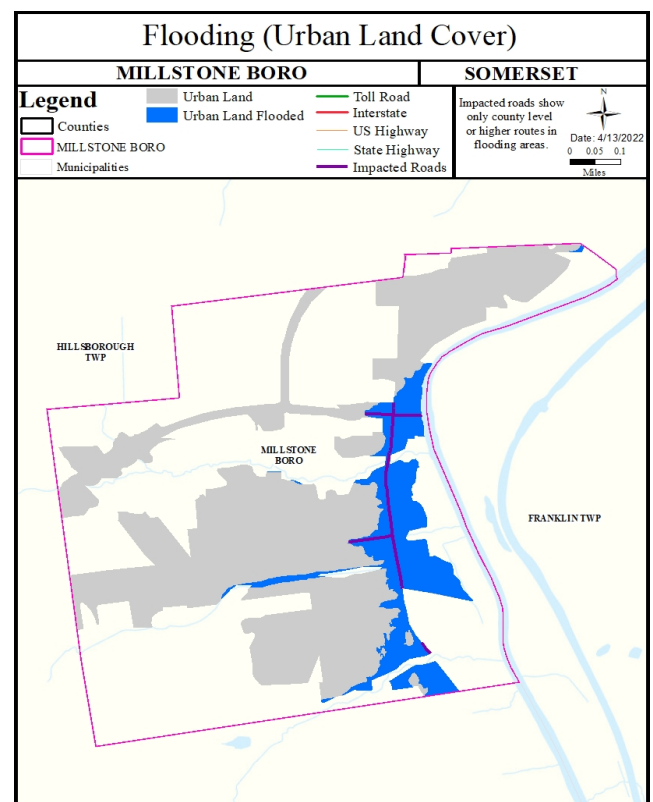 Flooding (Urban Land Cover)
MILLSTONE BORO
SOMERSET
Legend
Counties
MILLSTONE BORO
Municipalities
Urban Land
Urban Land Flooded
Toll Road
Interstate
US Highway
State Highway
Impacted Roads
Impacted roads show
only county level
or higher routes in
flooding areas.
N
Date: 4/13/2022
0 0.05 0.1
Miles
HILLSBOROUGH
TWP
MILLSTONE
BORO
FRANKLIN TWP